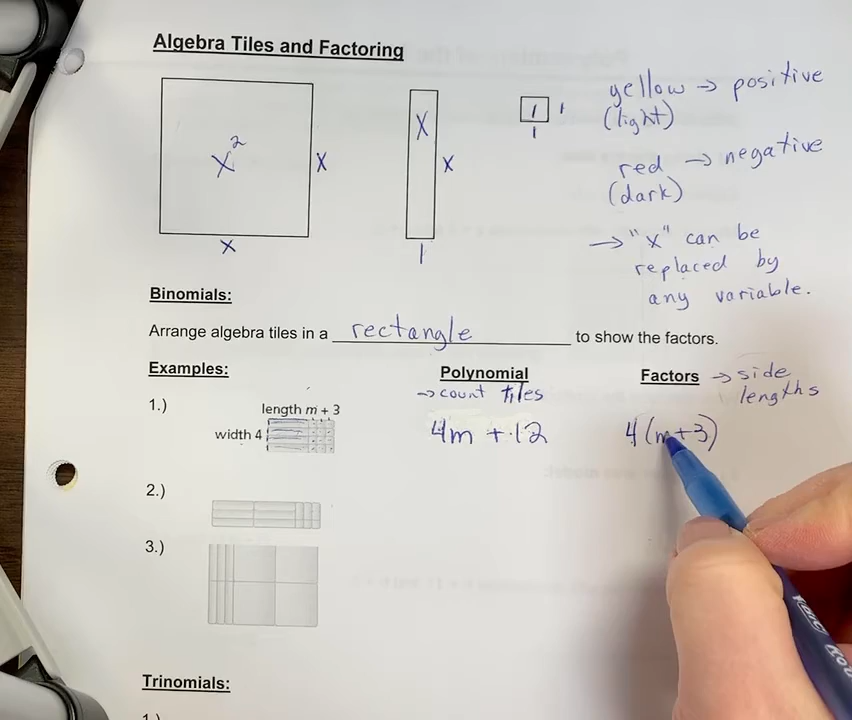 Algebra Tiles and Factoring
x²
x
x
x
x
1
1
1
1
yellow → positive
(light)
red → negative
(dark)
→ "x" can be
replaced by
any variable.
Binomials:
Arrange algebra tiles in a rectangle to show the factors.
Examples:
Polynomial
→ count tiles
Factors → side
lengths
1.)
length m + 3
width 4
4m + 12
4(m+3)
2.)
3.)
Trinomials:
1.)